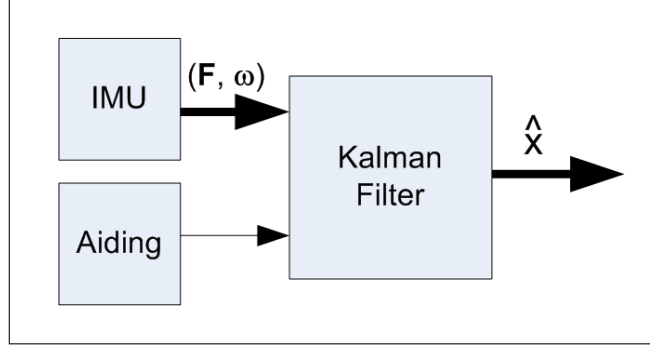 IMU
(F, ω)
Kalman
Filter
x̂
Aiding